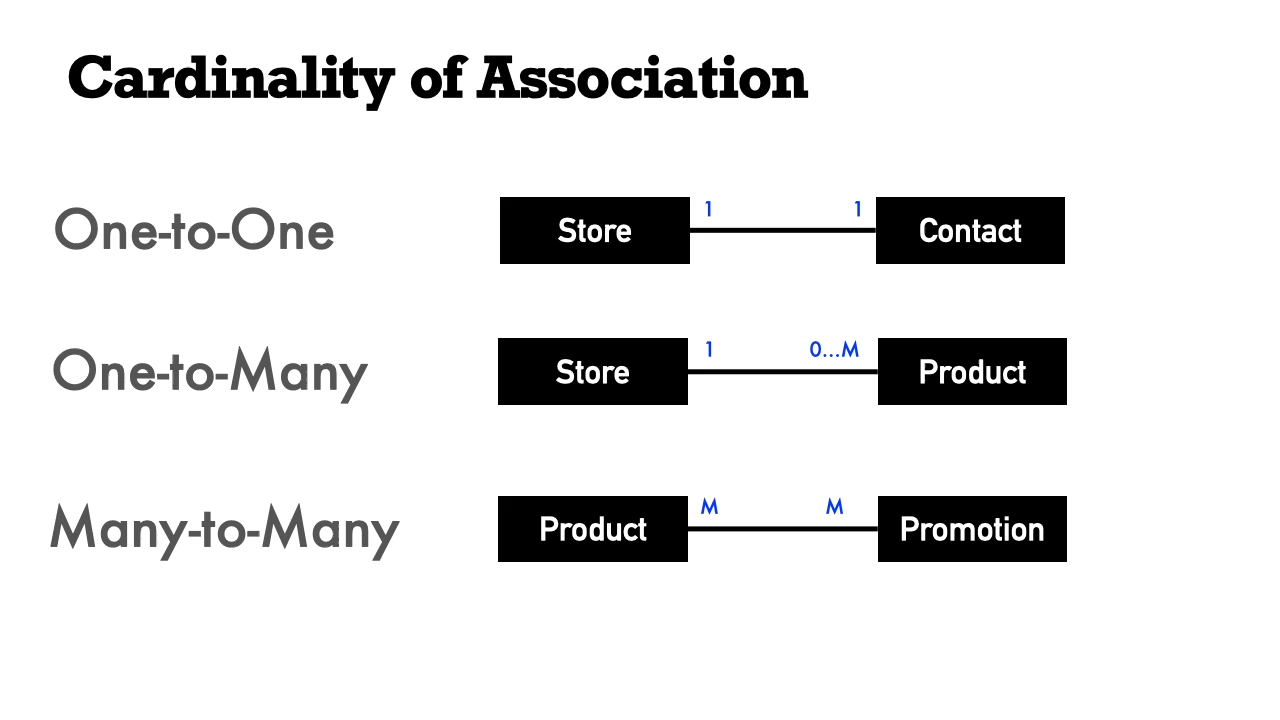 Cardinality of Association
One-to-One
Store 1 1 Contact
One-to-Many
Store 1 0...M Product
Many-to-Many
Product M M Promotion